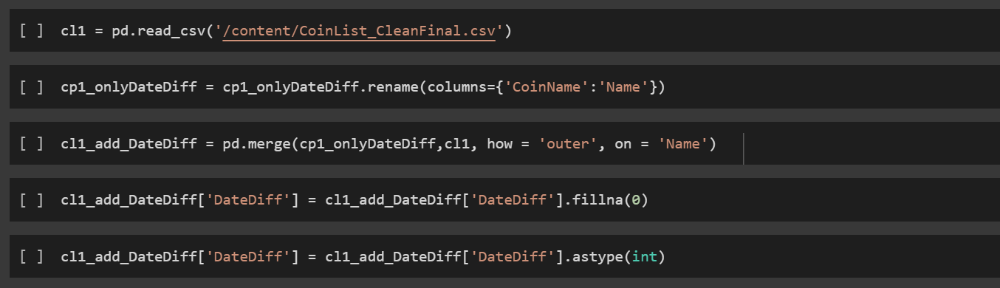 [ ] cl1 = pd.read_csv('/content/CoinList_CleanFinal.csv')
[ ] cp1_onlyDateDiff = cp1_onlyDateDiff.rename(columns={'CoinName':'Name'})
[ ] cl1_add_DateDiff = pd.merge(cp1_onlyDateDiff,cl1, how = 'outer', on = 'Name')
[ ] cl1_add_DateDiff['DateDiff'] = cl1_add_DateDiff['DateDiff'].fillna(0)
[ ] cl1_add_DateDiff['DateDiff'] = cl1_add_DateDiff['DateDiff'].astype(int)